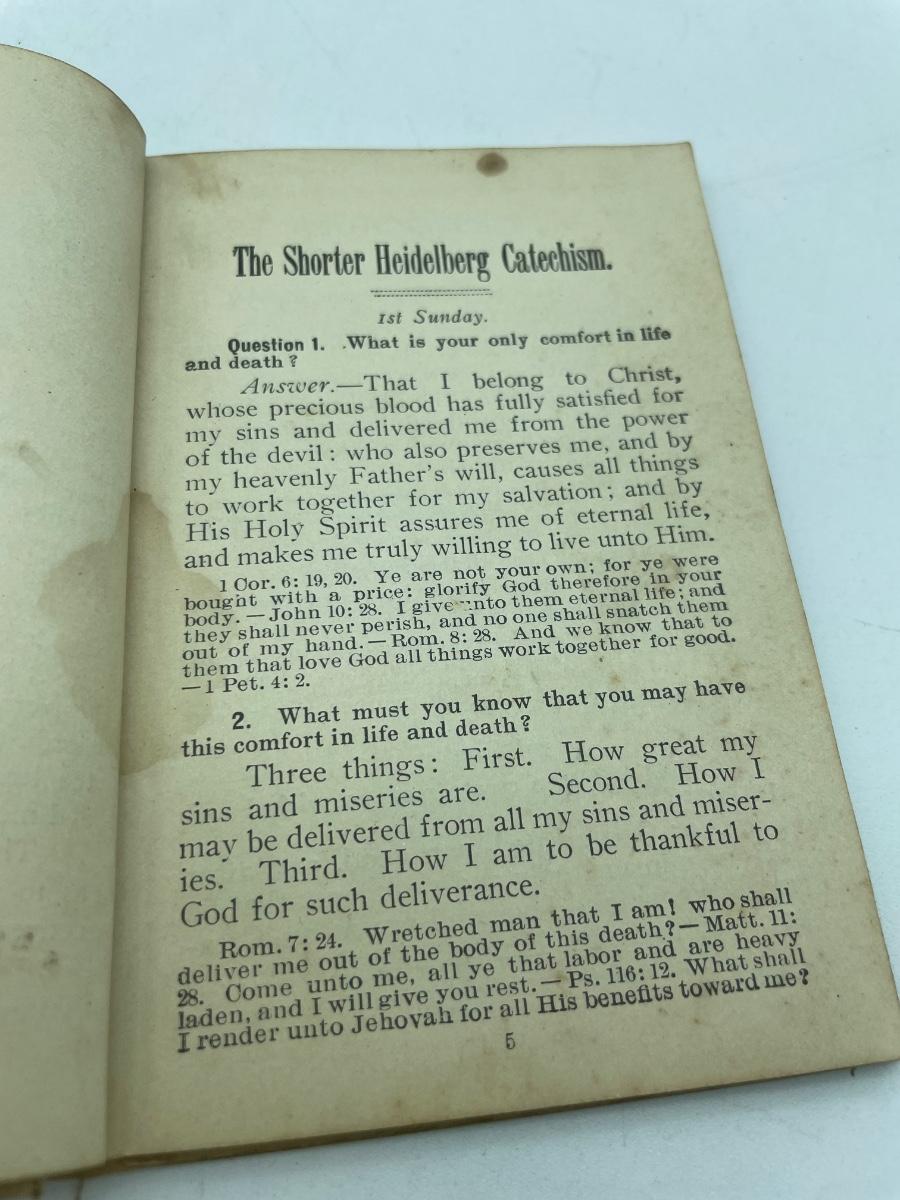 The Shorter Heidelberg Catechism.
1st Sunday.
Question 1. What is your only comfort in life
and death?
Answer.—That I belong to Christ,
whose precious blood has fully satisfied for
my sins and delivered me from the power
of the devil: who also preserves me, and by
my heavenly Father's will, causes all things
to work together for my salvation; and by
His Holy Spirit assures me of eternal life,
and makes me truly willing to live unto Him.
1 Cor. 6: 19, 20. Ye are not your own; for ye were
bought with a price: glorify God therefore in your
body.—John 10: 28. I give unto them eternal life; and
they shall never perish, and no one shall snatch them
out of my hand.—Rom. 8: 28. And we know that to
them that love God all things work together for good.
—1 Pet. 4: 2.
2. What must you know that you may have
this comfort in life and death?
Three things: First. How great my
sins and miseries are. Second. How I
may be delivered from all my sins and miser-
ies. Third. How I am to be thankful to
God for such deliverance.
Rom. 7: 24. Wretched man that I am! who shall
deliver me out of the body of this death?—Matt. 11:
28. Come unto me, all ye that labor and are heavy
laden, and I will give you rest.—Ps. 116: 12. What shall
I render unto Jehovah for all His benefits toward me?
5